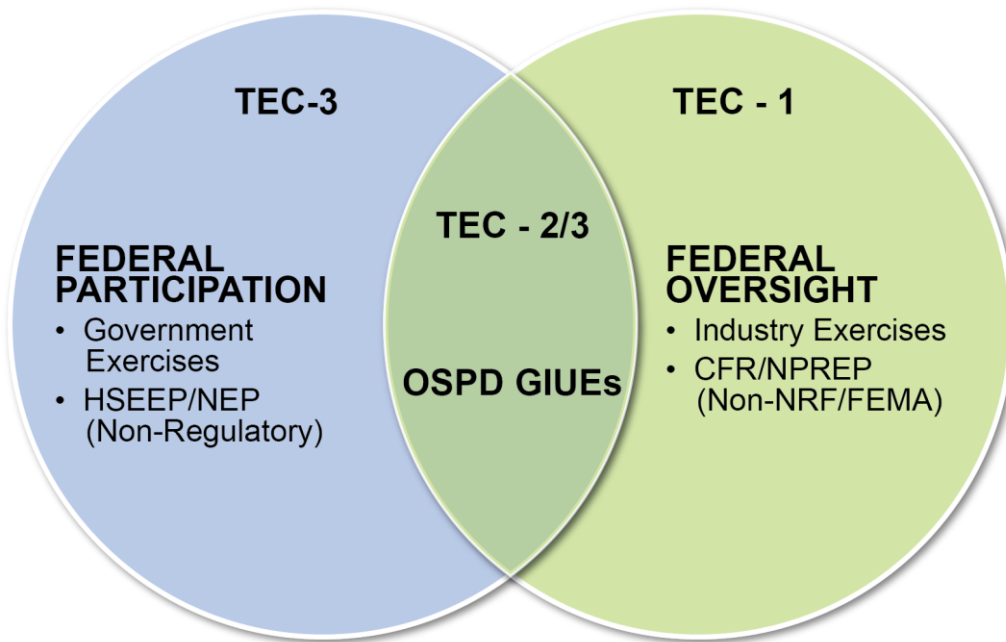 TEC-3
FEDERAL
PARTICIPATION
• Government
Exercises
• HSEEP/NEP
(Non-Regulatory)
TEC - 2/3
OSPD GIUEs
TEC - 1
FEDERAL
OVERSIGHT
• Industry Exercises
• CFR/NPREP
(Non-NRF/FEMA)